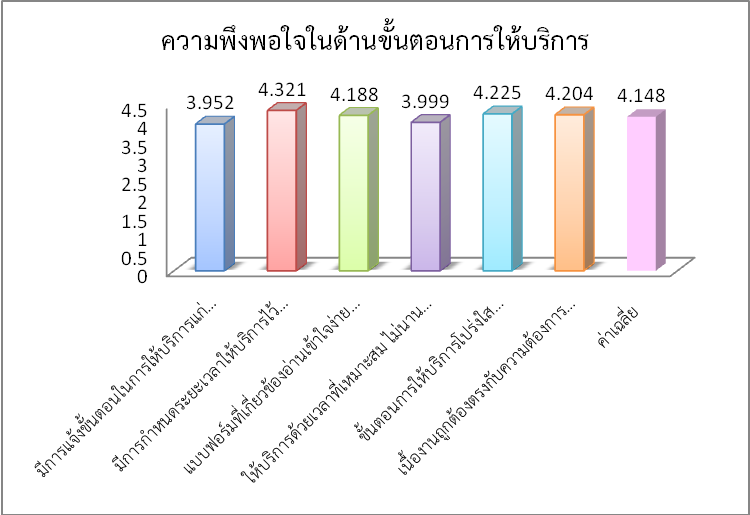 ความพึงพอใจในด้านขั้นตอนการให้บริการ
3.952
4.321
4.188
3.999
4.225
4.204
4.148
4.5
4
3.5
3
2.5
2
1.5
1
0.5
0
มีการแจ้งขั้นตอนในการให้บริการแก่...
มีการกำหนดระยะเวลาให้บริการไว้...
แบบฟอร์มที่เกี่ยวข้องอ่านเข้าใจง่าย...
ให้บริการด้วยเวลาที่เหมาะสม ไม่นาน...
ขั้นตอนการให้บริการโปร่งใส...
เนื้องานถูกต้องตรงกับความต้องการ...
ค่าเฉลี่ย